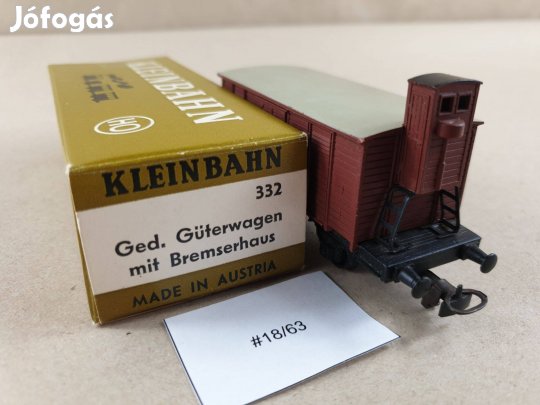 Jófogás
KLEINBAHN
HO
KLEINBAHN
332
Ged. Güterwagen
mit Bremserhaus
MADE IN AUSTRIA
#18/63